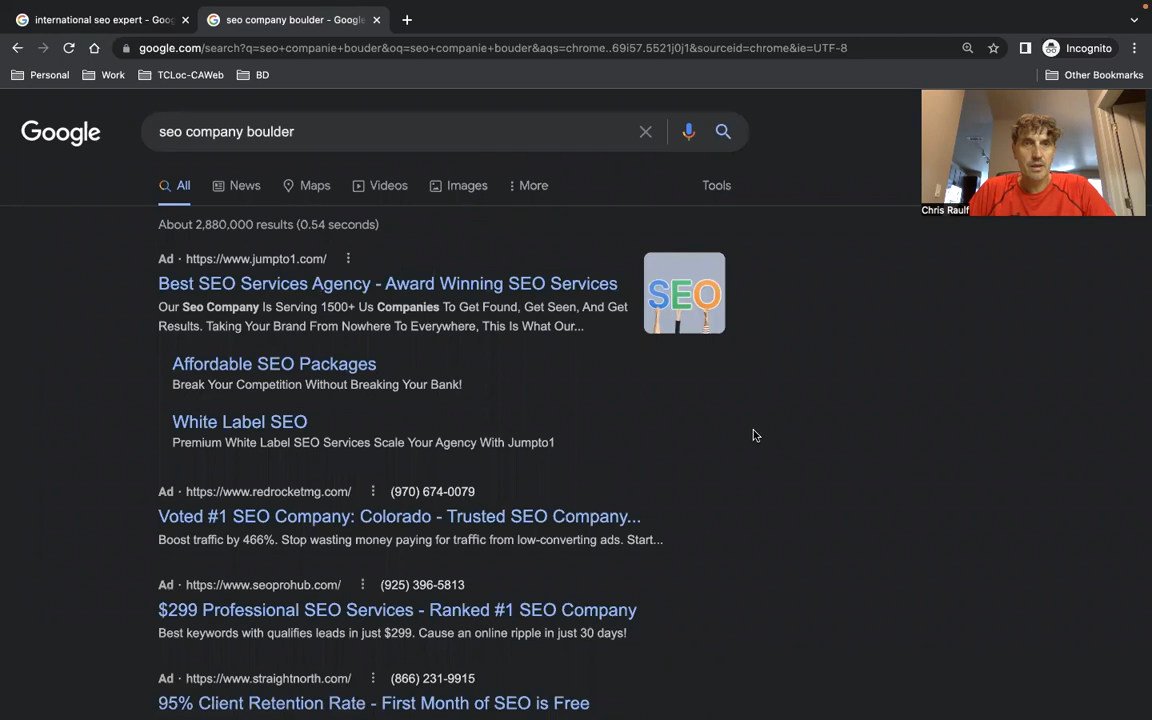 international seo expert - Goog
seo company boulder - Google
google.com/search?q=seo+companie+bouder&oq=seo+companie+bouder&aqs=chrome..69i57.5521j0j1&sourceid=chrome&ie=UTF-8
Incognito
Personal
Work
TCLoc-CAWeb
BD
Other Bookmarks
Google
seo company boulder
All
News
Maps
Videos
Images
More
Tools
Chris Raulf
About 2,880,000 results (0.54 seconds)
Ad · https://www.jumpto1.com/
Best SEO Services Agency - Award Winning SEO Services
SEO
Our Seo Company Is Serving 1500+ Us Companies To Get Found, Get Seen, And Get
Results. Taking Your Brand From Nowhere To Everywhere, This Is What Our...
Affordable SEO Packages
Break Your Competition Without Breaking Your Bank!
White Label SEO
Premium White Label SEO Services Scale Your Agency With Jumpto1
Ad · https://www.redrocketmg.com/ (970) 674-0079
Voted #1 SEO Company: Colorado - Trusted SEO Company...
Boost traffic by 466%. Stop wasting money paying for traffic from low-converting ads. Start...
Ad · https://www.seoprohub.com/ (925) 396-5813
$299 Professional SEO Services - Ranked #1 SEO Company
Best keywords with qualifies leads in just $299. Cause an online ripple in just 30 days!
Ad · https://www.straightnorth.com/ (866) 231-9915
95% Client Retention Rate - First Month of SEO is Free